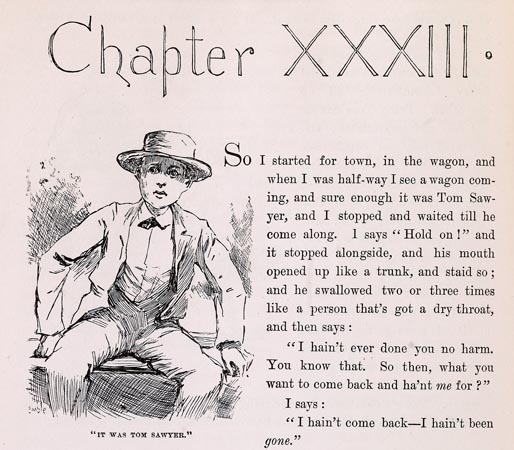 Chapter XXXIII.
So I started for town, in the wagon, and
when I was half-way I see a wagon com-
ing, and sure enough it was Tom Saw-
yer, and I stopped and waited till he
come along. I says "Hold on!" and
it stopped alongside, and his mouth
opened up like a trunk, and staid so;
and he swallowed two or three times
like a person that's got a dry throat,
and then says:
"I hain't ever done you no harm.
You know that. So then, what you
want to come back and ha'nt me for?"
I says:
"I hain't come back—I hain't been
gone."
"IT WAS TOM SAWYER."